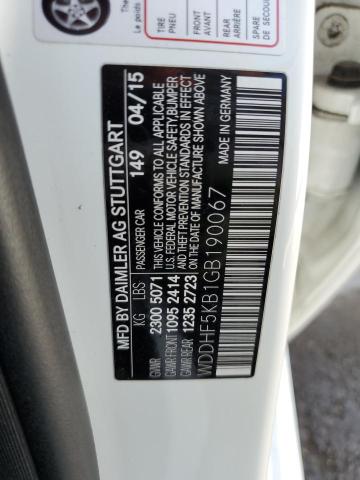 Le poids
TIRE
PNEU
FRONT
AVANT
REAR
ARRIÈRE
SPARE
DE SECOURS
MFD BY DAIMLER AG STUTTGART
149 04/15
KG LBS PASSENGER CAR
GVWR 2300 5071
GAWR FRONT 1095 2414
GAWR REAR 1235 2723
THIS VEHICLE CONFORMS TO ALL APPLICABLE
U.S. FEDERAL MOTOR VEHICLE SAFETY, BUMPER,
AND THEFT PREVENTION STANDARDS IN EFFECT
ON THE DATE OF MANUFACTURE SHOWN ABOVE
WDDHF5KB1GB190067 MADE IN GERMANY